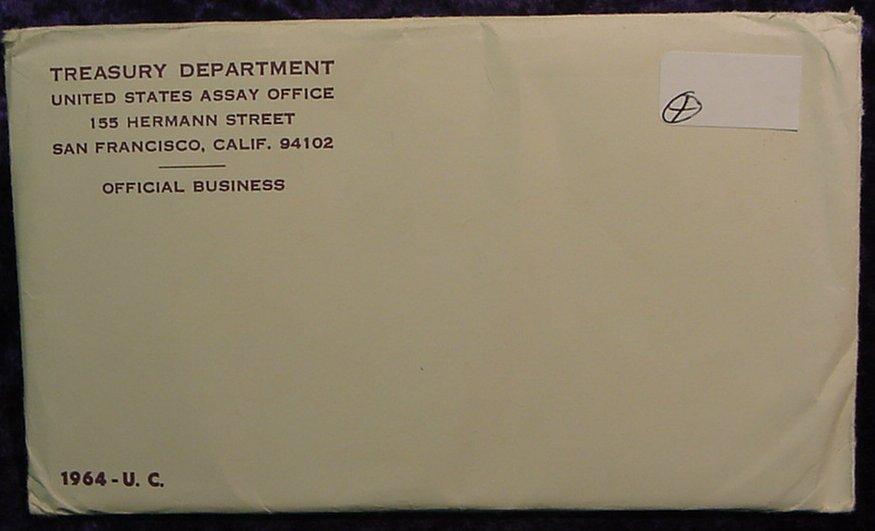 TREASURY DEPARTMENT
UNITED STATES ASSAY OFFICE
155 HERMANN STREET
SAN FRANCISCO, CALIF. 94102
OFFICIAL BUSINESS
1964 - U. C.